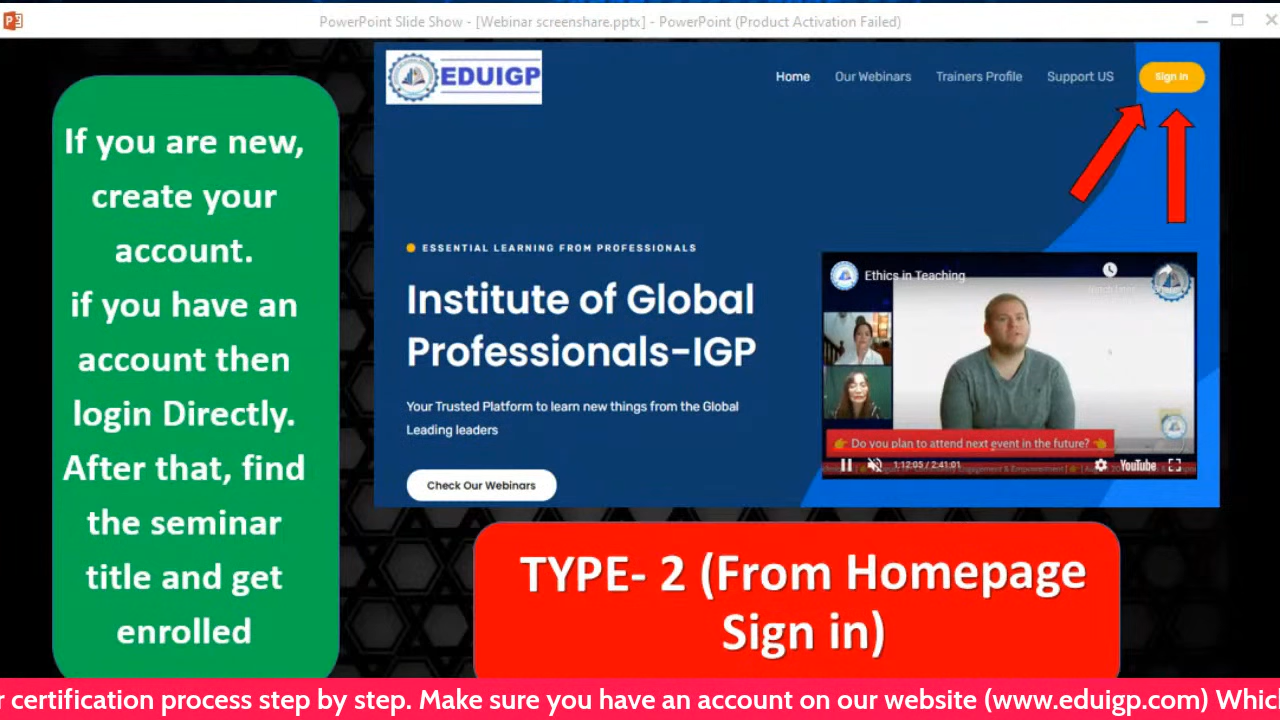 PowerPoint Slide Show - [Webinar screenshare.pptx] - PowerPoint (Product Activation Failed)
EDUIGP
Home Our Webinars Trainers Profile Support US Sign In
If you are new,
create your
account.
if you have an
account then
login Directly.
After that, find
the seminar
title and get
enrolled
ESSENTIAL LEARNING FROM PROFESSIONALS
Institute of Global
Professionals-IGP
Your Trusted Platform to learn new things from the Global
Leading leaders
Check Our Webinars
Ethics in Teaching
👉 Do you plan to attend next event in the future? 👈
1:12:05 / 2:41:01
YouTube
TYPE- 2 (From Homepage
Sign in)
r certification process step by step. Make sure you have an account on our website (www.eduigp.com) Which